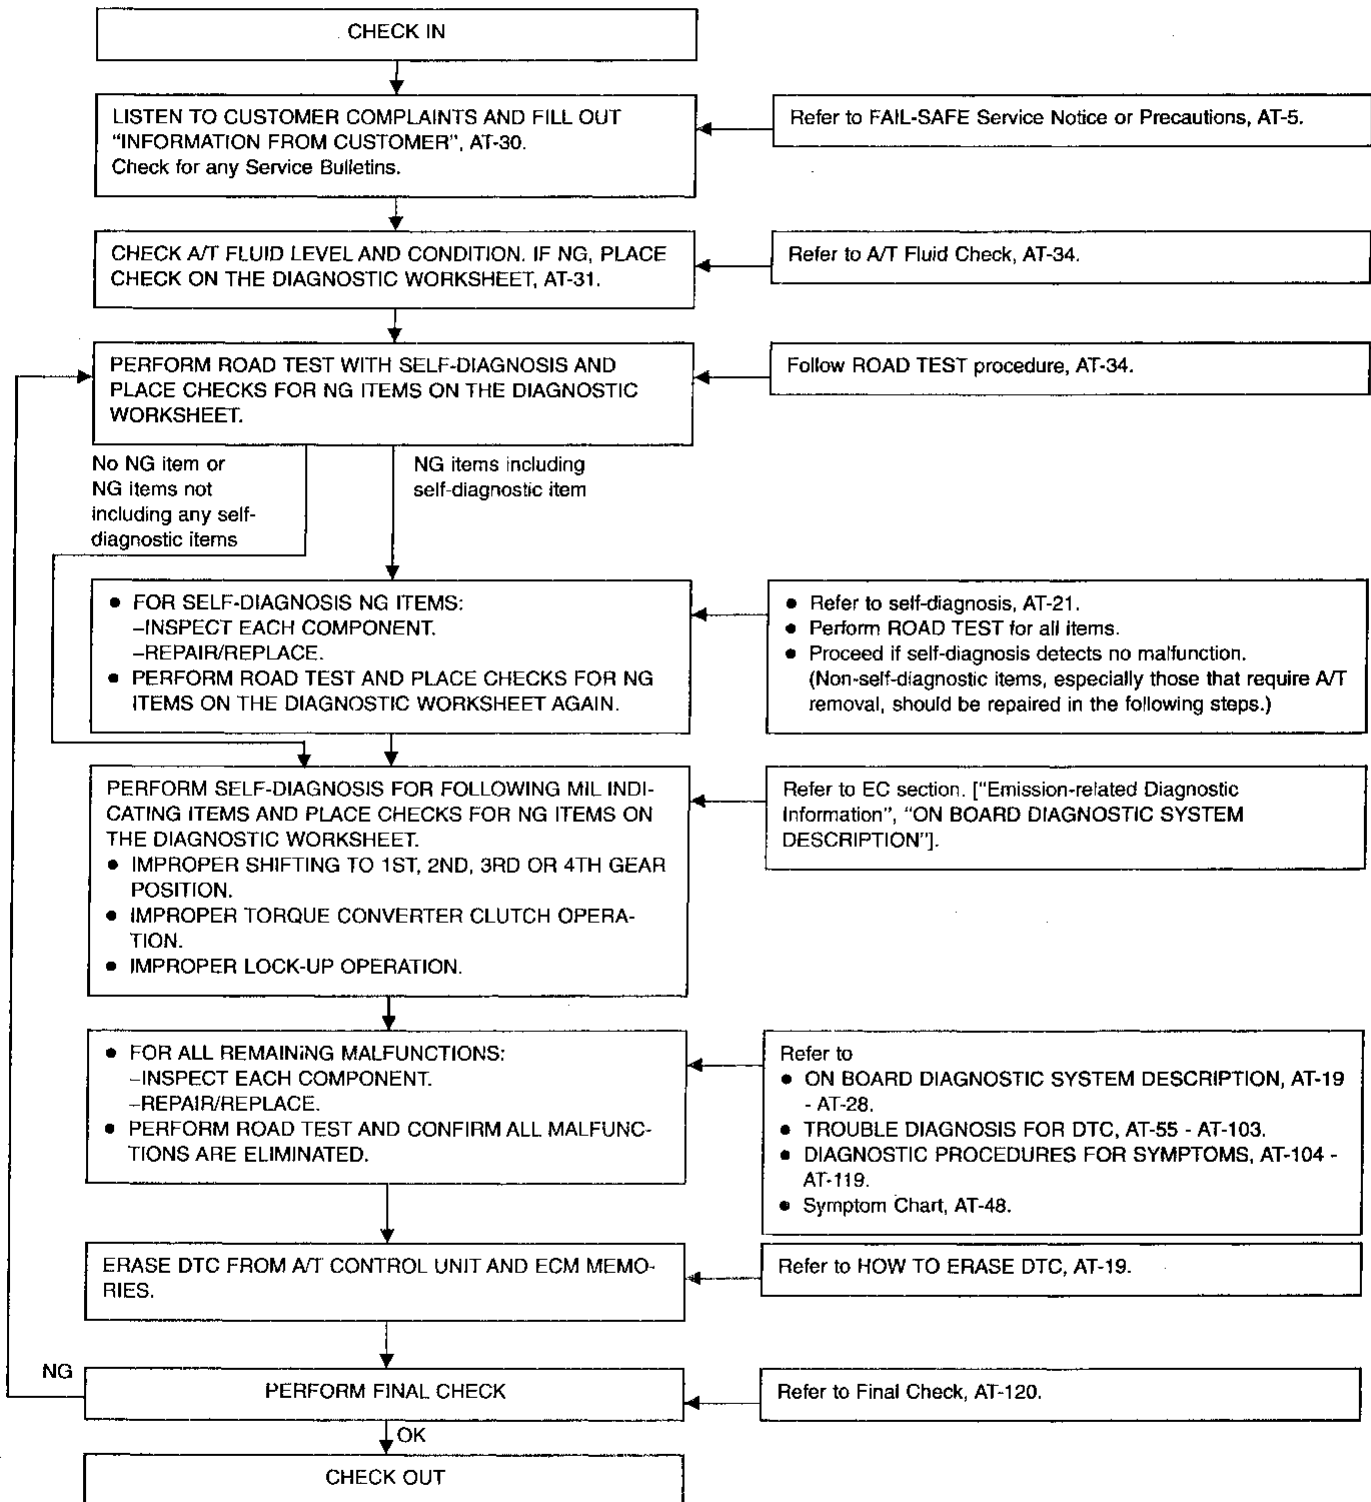 CHECK IN
LISTEN TO CUSTOMER COMPLAINTS AND FILL OUT
"INFORMATION FROM CUSTOMER", AT-30.
Check for any Service Bulletins.
Refer to FAIL-SAFE Service Notice or Precautions, AT-5.
CHECK A/T FLUID LEVEL AND CONDITION. IF NG, PLACE
CHECK ON THE DIAGNOSTIC WORKSHEET, AT-31.
Refer to A/T Fluid Check, AT-34.
PERFORM ROAD TEST WITH SELF-DIAGNOSIS AND
PLACE CHECKS FOR NG ITEMS ON THE DIAGNOSTIC
WORKSHEET.
Follow ROAD TEST procedure, AT-34.
No NG item or
NG items not
including any self-
diagnostic items
NG items including
self-diagnostic item
● FOR SELF-DIAGNOSIS NG ITEMS:
–INSPECT EACH COMPONENT.
–REPAIR/REPLACE.
● PERFORM ROAD TEST AND PLACE CHECKS FOR NG
ITEMS ON THE DIAGNOSTIC WORKSHEET AGAIN.
● Refer to self-diagnosis, AT-21.
● Perform ROAD TEST for all items.
● Proceed if self-diagnosis detects no malfunction.
(Non-self-diagnostic items, especially those that require A/T
removal, should be repaired in the following steps.)
PERFORM SELF-DIAGNOSIS FOR FOLLOWING MIL INDI-
CATING ITEMS AND PLACE CHECKS FOR NG ITEMS ON
THE DIAGNOSTIC WORKSHEET.
● IMPROPER SHIFTING TO 1ST, 2ND, 3RD OR 4TH GEAR
POSITION.
● IMPROPER TORQUE CONVERTER CLUTCH OPERA-
TION.
● IMPROPER LOCK-UP OPERATION.
Refer to EC section. ["Emission-related Diagnostic
Information", "ON BOARD DIAGNOSTIC SYSTEM
DESCRIPTION"].
● FOR ALL REMAINING MALFUNCTIONS:
–INSPECT EACH COMPONENT.
–REPAIR/REPLACE.
● PERFORM ROAD TEST AND CONFIRM ALL MALFUNC-
TIONS ARE ELIMINATED.
Refer to
● ON BOARD DIAGNOSTIC SYSTEM DESCRIPTION, AT-19
- AT-28.
● TROUBLE DIAGNOSIS FOR DTC, AT-55 - AT-103.
● DIAGNOSTIC PROCEDURES FOR SYMPTOMS, AT-104 -
AT-119.
● Symptom Chart, AT-48.
ERASE DTC FROM A/T CONTROL UNIT AND ECM MEMO-
RIES.
Refer to HOW TO ERASE DTC, AT-19.
NG
PERFORM FINAL CHECK
Refer to Final Check, AT-120.
OK
CHECK OUT